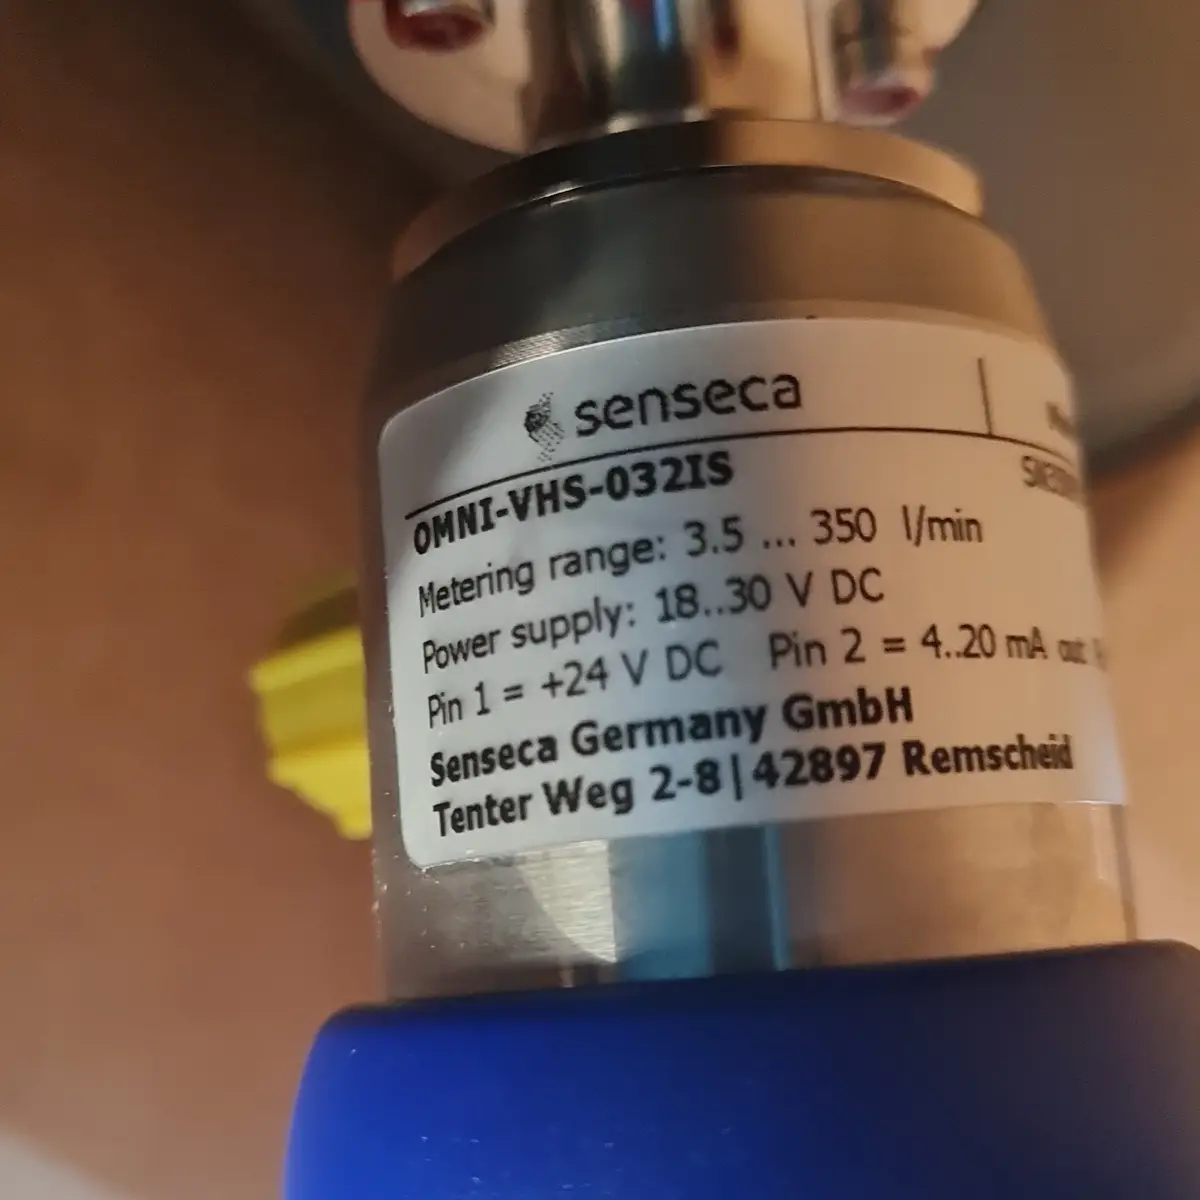 senseca
OMNI-VHS-032IS
Metering range: 3.5 ... 350 l/min
Power supply: 18..30 V DC
Pin 1 = +24 V DC Pin 2 = 4..20 mA out
Senseca Germany GmbH
Tenter Weg 2-8|42897 Remscheid